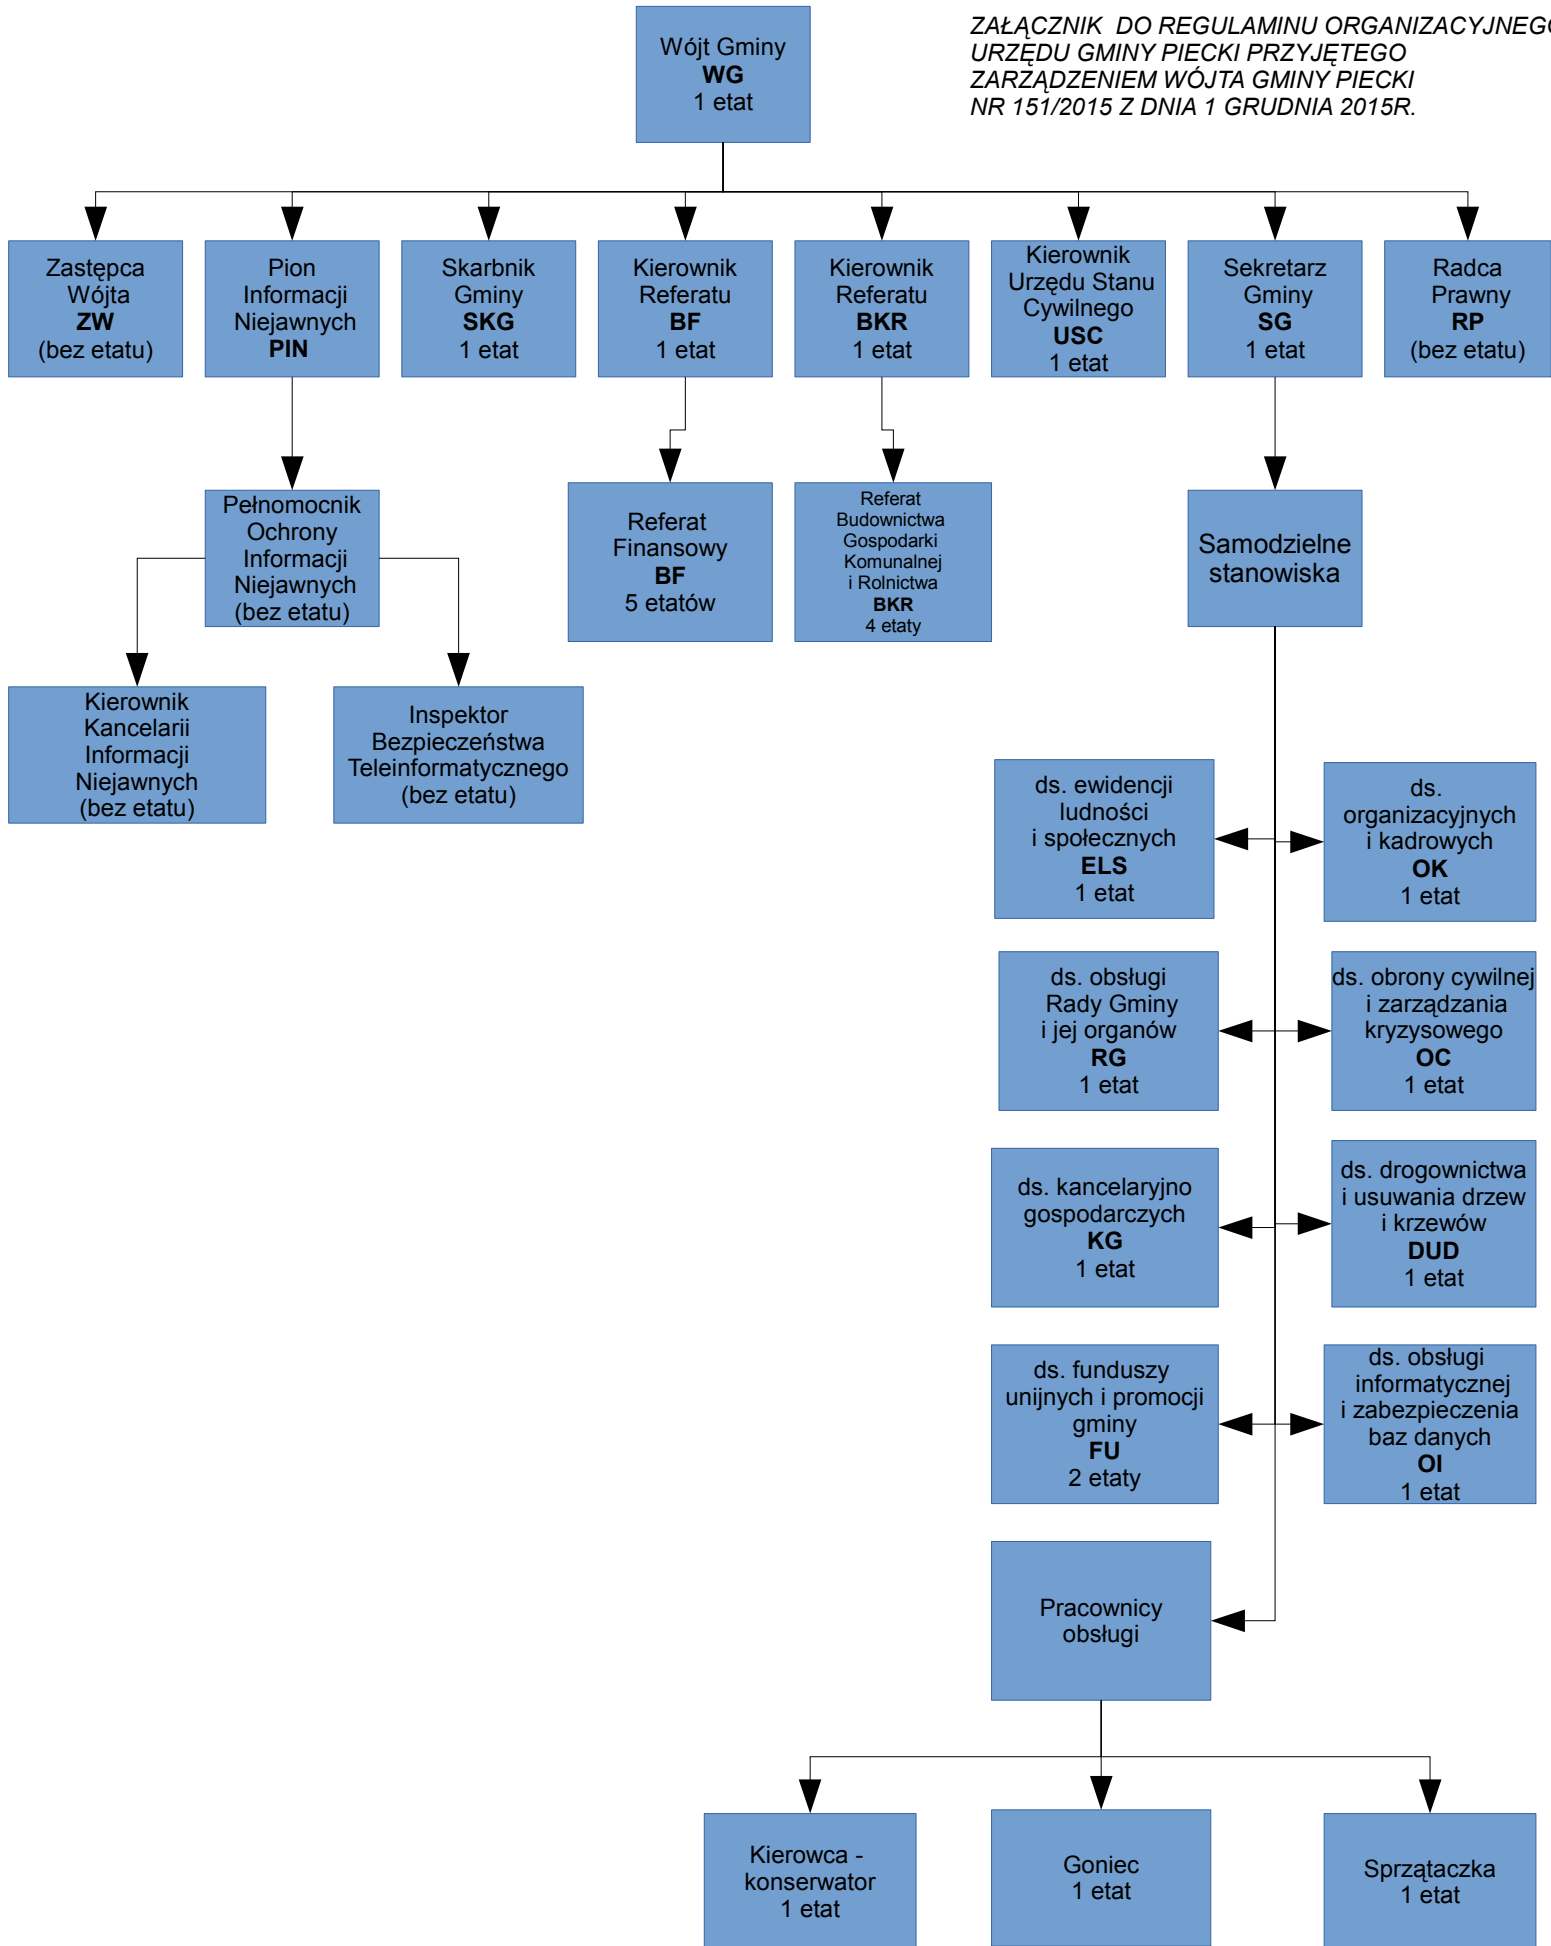 Wójt Gminy
WG
1 etat
ZAŁĄCZNIK DO REGULAMINU ORGANIZACYJNEGO
URZĘDU GMINY PIECKI PRZYJĘTEGO
ZARZĄDZENIEM WÓJTA GMINY PIECKI
NR 151/2015 Z DNIA 1 GRUDNIA 2015R.
Zastępca
Wójta
ZW
(bez etatu)
Pion
Informacji
Niejawnych
PIN
Skarbnik
Gminy
SKG
1 etat
Kierownik
Referatu
BF
1 etat
Kierownik
Referatu
BKR
1 etat
Kierownik
Urzędu Stanu
Cywilnego
USC
1 etat
Sekretarz
Gminy
SG
1 etat
Radca
Prawny
RP
(bez etatu)
Pełnomocnik
Ochrony
Informacji
Niejawnych
(bez etatu)
Referat
Finansowy
BF
5 etatów
Referat
Budownictwa
Gospodarki
Komunalnej
i Rolnictwa
BKR
4 etaty
Samodzielne
stanowiska
Kierownik
Kancelarii
Informacji
Niejawnych
(bez etatu)
Inspektor
Bezpieczeństwa
Teleinformatycznego
(bez etatu)
ds. ewidencji
ludności
i społecznych
ELS
1 etat
ds.
organizacyjnych
i kadrowych
OK
1 etat
ds. obsługi
Rady Gminy
i jej organów
RG
1 etat
ds. obrony cywilnej
i zarządzania
kryzysowego
OC
1 etat
ds. kancelaryjno
gospodarczych
KG
1 etat
ds. drogownictwa
i usuwania drzew
i krzewów
DUD
1 etat
ds. funduszy
unijnych i promocji
gminy
FU
2 etaty
ds. obsługi
informatycznej
i zabezpieczenia
baz danych
OI
1 etat
Pracownicy
obsługi
Kierowca -
konserwator
1 etat
Goniec
1 etat
Sprzątaczka
1 etat